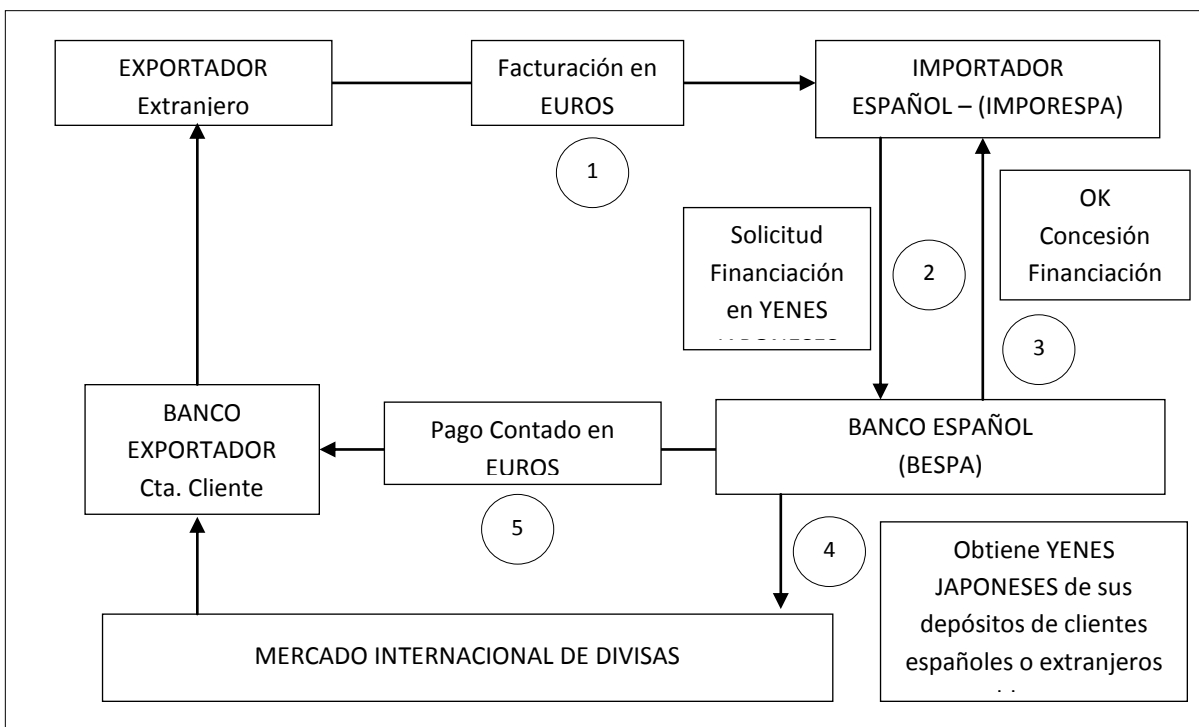 EXPORTADOR
Extranjero
Facturación en
EUROS
IMPORTADOR
ESPAÑOL – (IMPORESPA)
1
Solicitud
Financiación
en YENES
2
OK
Concesión
Financiación
3
BANCO
EXPORTADOR
Cta. Cliente
Pago Contado en
EUROS
BANCO ESPAÑOL
(BESPA)
5
4
Obtiene YENES
JAPONESES de sus
depósitos de clientes
españoles o extranjeros
MERCADO INTERNACIONAL DE DIVISAS